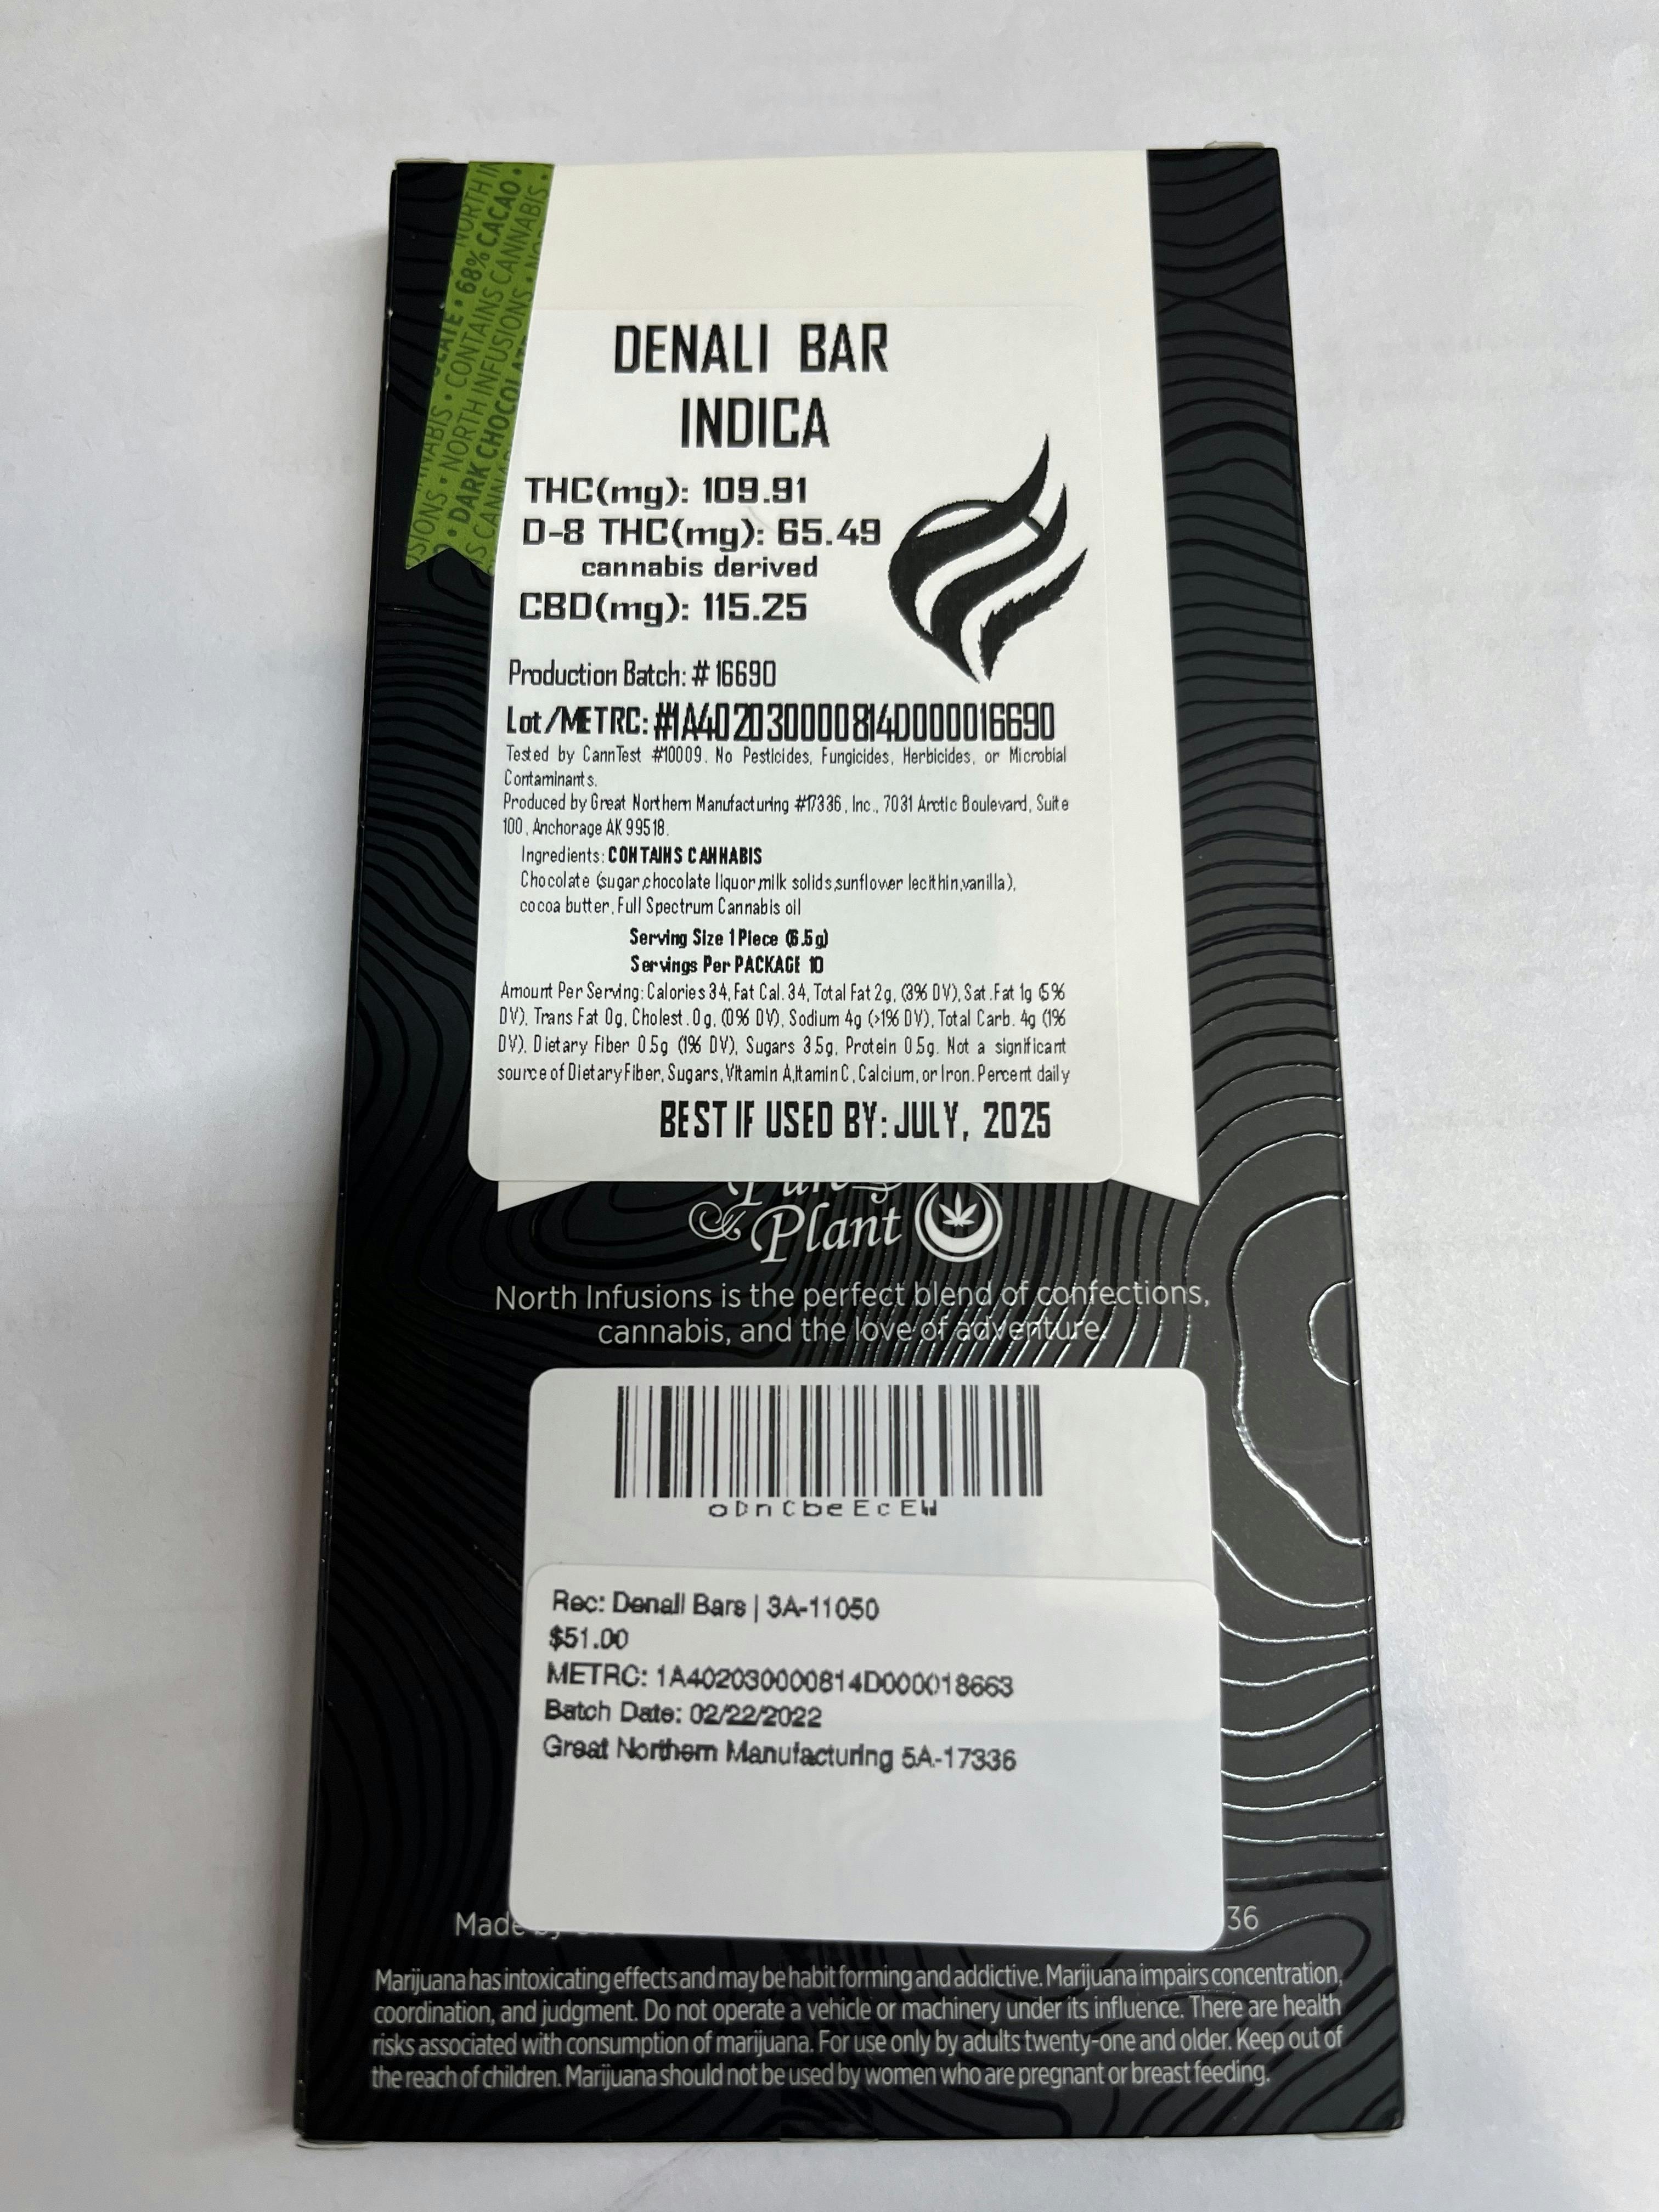 NORTH IN
CHOCOLATE • 68% CACAO •
CANNABIS • CONTAINS CANNABIS
• NORTH INFUSIONS •
• DARK CHOCOLATE
DENALI BAR
INDICA
THC(mg): 109.91
D-8 THC(mg): 65.49
cannabis derived
CBD(mg): 115.25
Production Batch: # 16690
Lot/METRC: #1A402030000814D000016690
Tested by CannTest #10009. No Pesticides, Fungicides, Herbicides, or Microbial
Contaminants.
Produced by Great Northern Manufacturing #17336, Inc., 7031 Arctic Boulevard, Suite
100, Anchorage AK 99518.
Ingredients: CONTAINS CANNABIS
Chocolate (sugar,chocolate liquor,milk solids,sunflower lecithin,vanilla),
cocoa butter, Full Spectrum Cannabis oil
Serving Size 1 Piece (6.5g)
Servings Per PACKAGE 10
Amount Per Serving: Calories 34, Fat Cal. 34, Total Fat 2g, (3% DV), Sat.Fat 1g (5%
DV), Trans Fat 0g, Cholest. 0g, (0% DV), Sodium 4g (>1% DV), Total Carb. 4g (1%
DV), Dietary Fiber 0.5g (1% DV), Sugars 3.5g, Protein 0.5g. Not a significant
source of Dietary Fiber, Sugars, Vitamin A,itamin C, Calcium, or Iron. Percent daily
BEST IF USED BY: JULY, 2025
& Plant
North Infusions is the perfect blend of confections,
cannabis, and the love of adventure.
oDnCbeEcEW
Rec: Denali Bars | 3A-11050
$51.00
METRC: 1A402030000814D000018663
Batch Date: 02/22/2022
Great Northern Manufacturing 5A-17336
Made 36
Marijuana has intoxicating effects and may be habit forming and addictive. Marijuana impairs concentration,
coordination, and judgment. Do not operate a vehicle or machinery under its influence. There are health
risks associated with consumption of marijuana. For use only by adults twenty-one and older. Keep out of
the reach of children. Marijuana should not be used by women who are pregnant or breast feeding.